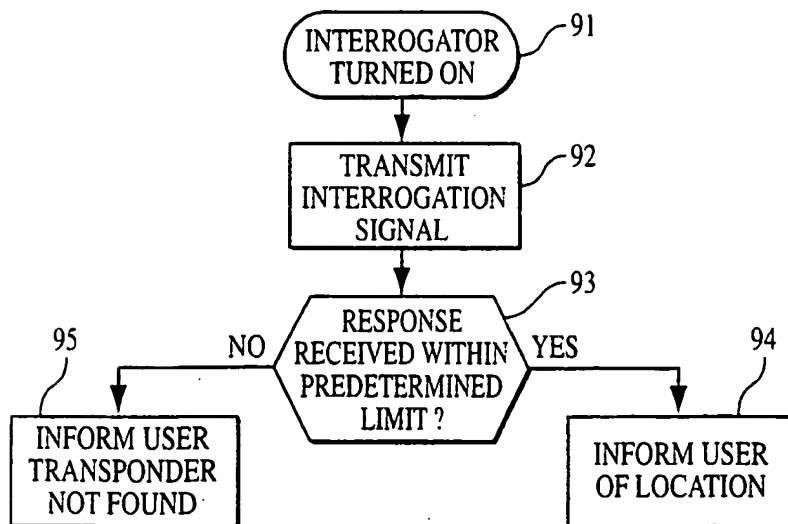 INTERROGATOR
TURNED ON
91
TRANSMIT
INTERROGATION
SIGNAL
92
RESPONSE
RECEIVED WITHIN
PREDETERMINED
LIMIT ?
93
NO
YES
95
INFORM USER
TRANSPONDER
NOT FOUND
94
INFORM USER
OF LOCATION